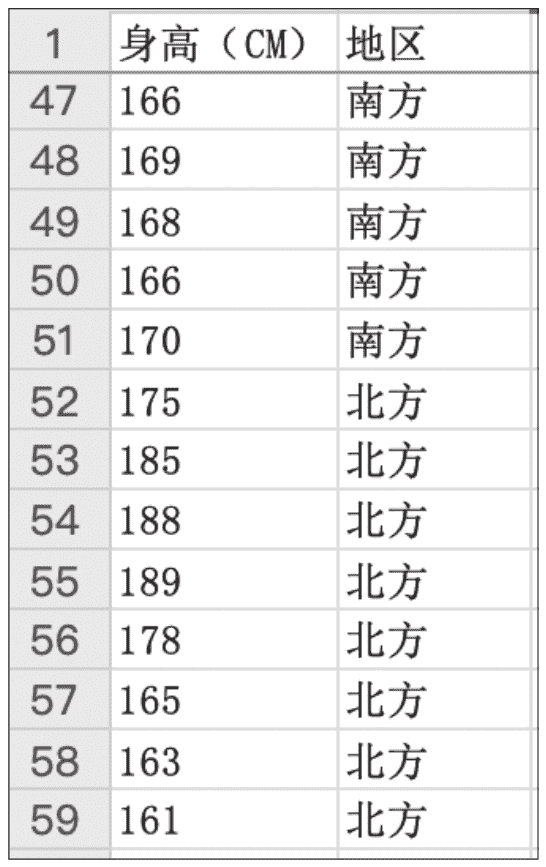 1 身高（CM） 地区
47 166 南方
48 169 南方
49 168 南方
50 166 南方
51 170 南方
52 175 北方
53 185 北方
54 188 北方
55 189 北方
56 178 北方
57 165 北方
58 163 北方
59 161 北方